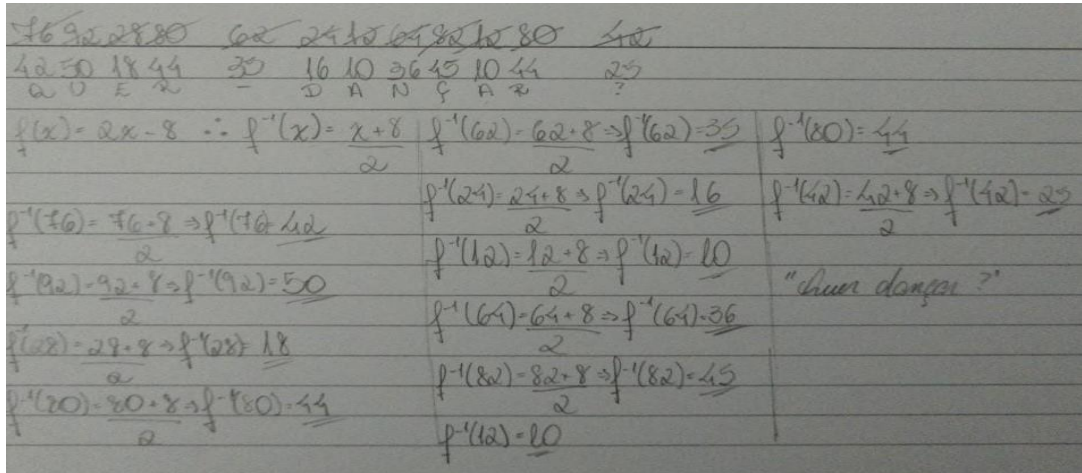 76 92 28 80 62 24 12 64 82 12 80 42
42 50 18 44 35 16 10 36 45 10 44 25
Q U E R - D A N Ç A R ?
f(x) = 2x - 8 ∴ f⁻¹(x) = x+8 / 2
f⁻¹(76) = 76+8 / 2 ⇒ f⁻¹(76) = 42
f⁻¹(92) = 92+8 / 2 ⇒ f⁻¹(92) = 50
f⁻¹(28) = 28+8 / 2 ⇒ f⁻¹(28) = 18
f⁻¹(80) = 80+8 / 2 ⇒ f⁻¹(80) = 44
f⁻¹(62) = 62+8 / 2 ⇒ f⁻¹(62) = 35
f⁻¹(24) = 24+8 / 2 ⇒ f⁻¹(24) = 16
f⁻¹(12) = 12+8 / 2 ⇒ f⁻¹(12) = 10
f⁻¹(64) = 64+8 / 2 ⇒ f⁻¹(64) = 36
f⁻¹(82) = 82+8 / 2 ⇒ f⁻¹(82) = 45
f⁻¹(12) = 10
f⁻¹(80) = 44
f⁻¹(42) = 42+8 / 2 ⇒ f⁻¹(42) = 25
"Quer dançar?"